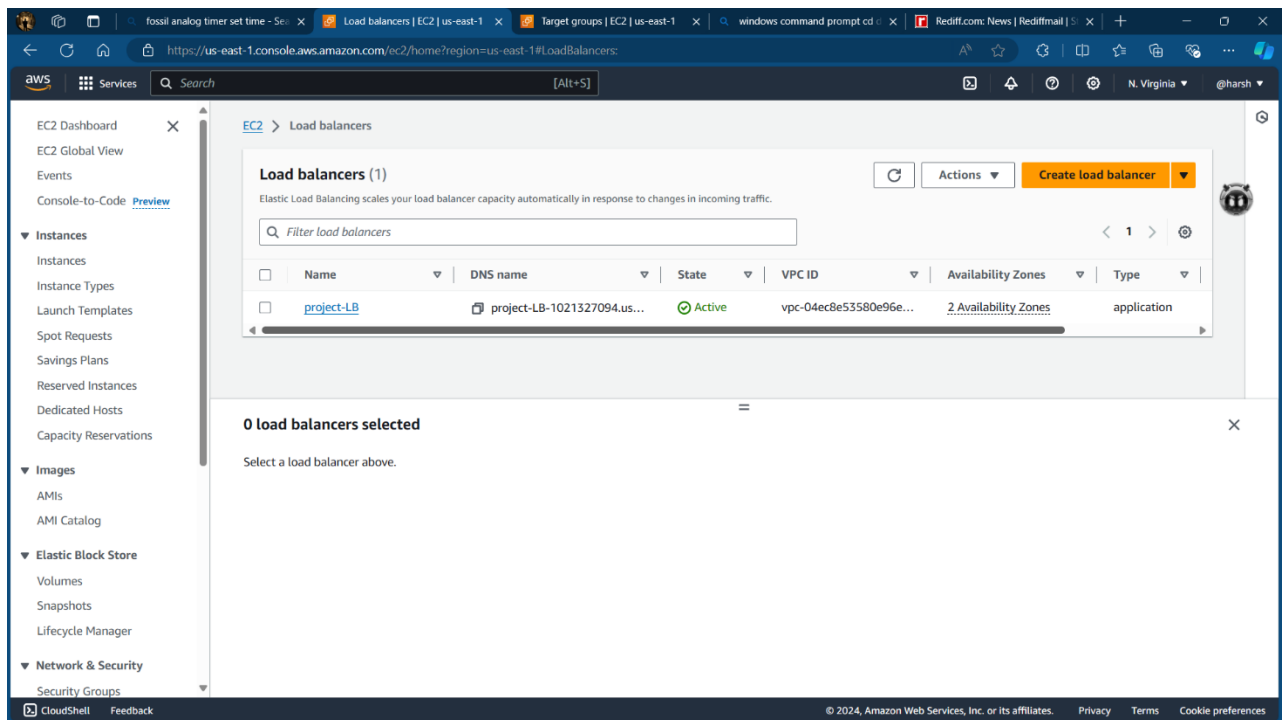 fossil analog timer set time - Sea
Load balancers | EC2 | us-east-1
Target groups | EC2 | us-east-1
windows command prompt cd d
Rediff.com: News | Rediffmail | S
https://us-east-1.console.aws.amazon.com/ec2/home?region=us-east-1#LoadBalancers:
aws
Services
Search
[Alt+S]
N. Virginia
@harsh
EC2 Dashboard
EC2 Global View
Events
Console-to-Code Preview
Instances
Instances
Instance Types
Launch Templates
Spot Requests
Savings Plans
Reserved Instances
Dedicated Hosts
Capacity Reservations
Images
AMIs
AMI Catalog
Elastic Block Store
Volumes
Snapshots
Lifecycle Manager
Network & Security
Security Groups
EC2 > Load balancers
Load balancers (1)
Actions
Create load balancer
Elastic Load Balancing scales your load balancer capacity automatically in response to changes in incoming traffic.
Filter load balancers
1
Name DNS name State VPC ID Availability Zones Type
project-LB project-LB-1021327094.us... Active vpc-04ec8e53580e96e... 2 Availability Zones application
0 load balancers selected
Select a load balancer above.
CloudShell Feedback © 2024, Amazon Web Services, Inc. or its affiliates. Privacy Terms Cookie preferences